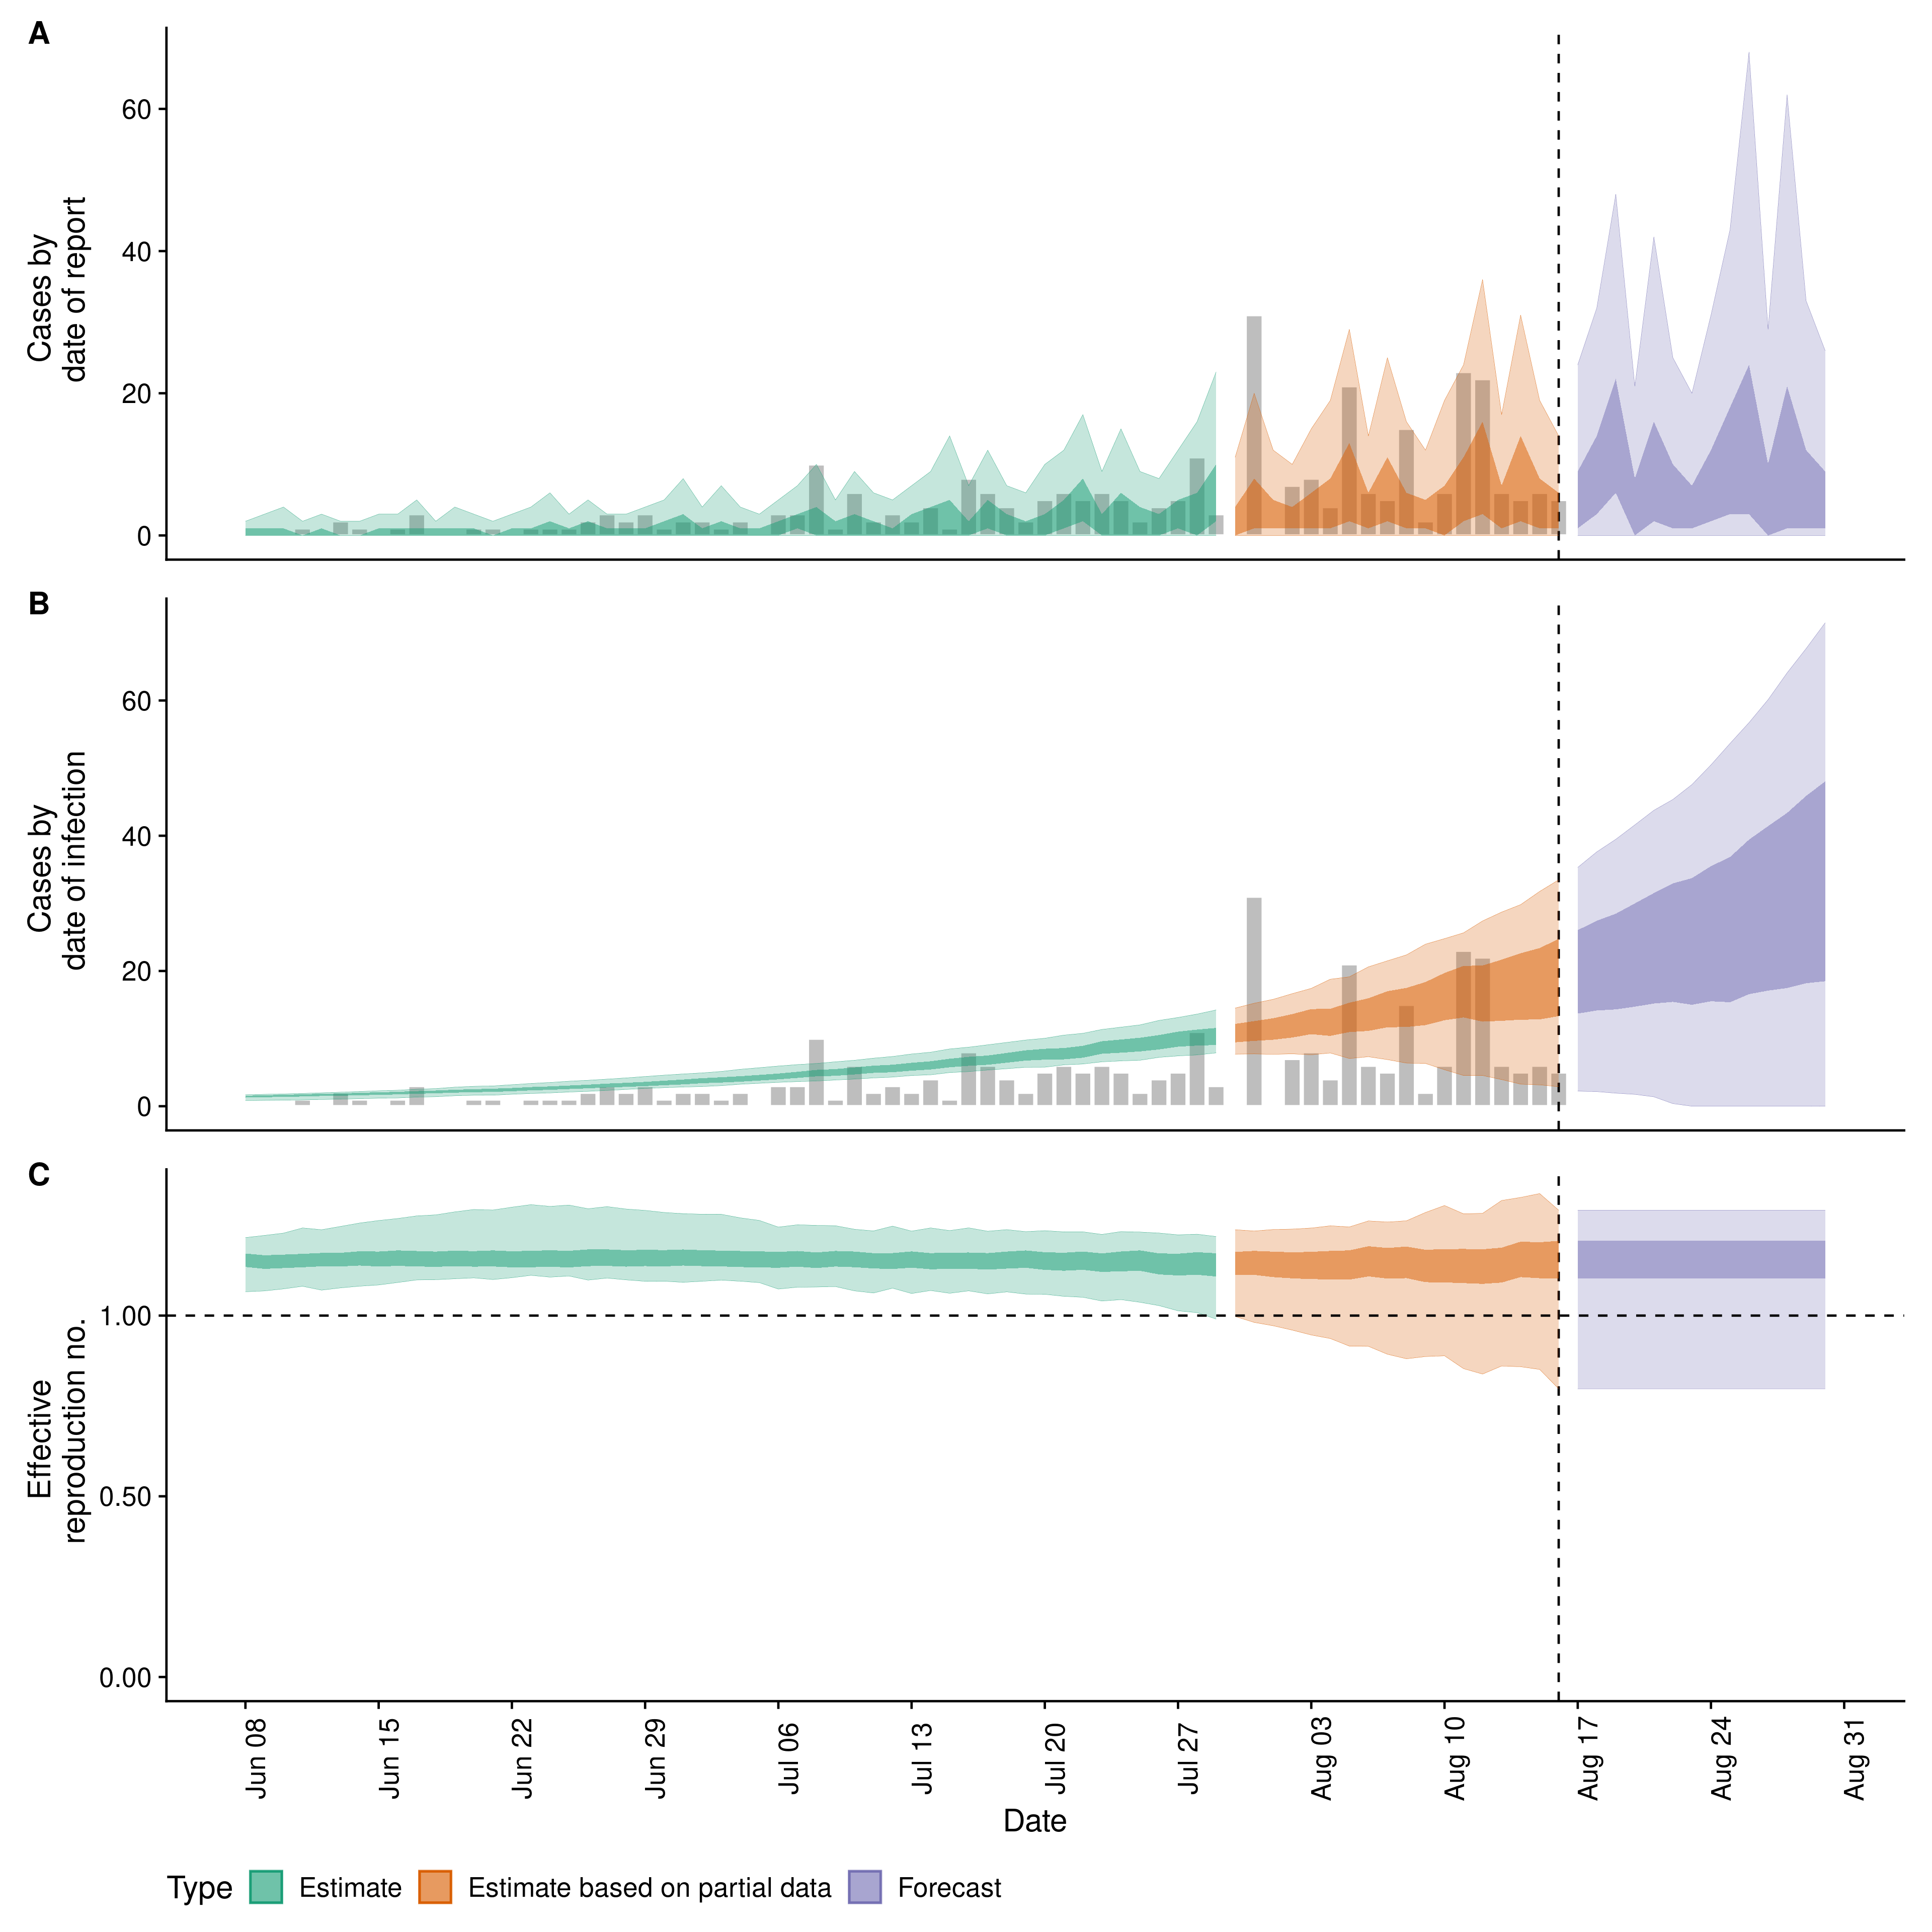 A
60
40
20
0
Cases by
date of report
B
60
40
20
0
Cases by
date of infection
C
1.00
0.50
0.00
Effective
reproduction no.
Jun 08
Jun 15
Jun 22
Jun 29
Jul 06
Jul 13
Jul 20
Jul 27
Aug 03
Aug 10
Aug 17
Aug 24
Aug 31
Date
Type Estimate Estimate based on partial data Forecast